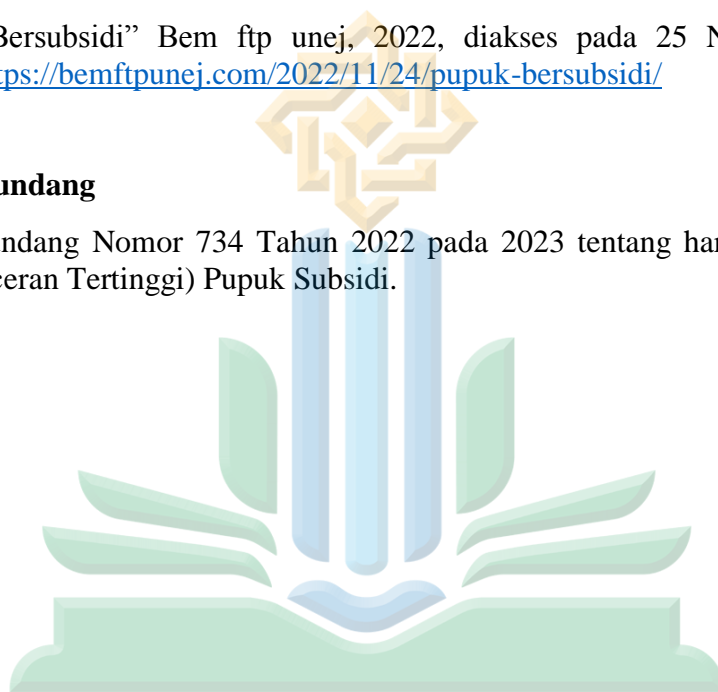 Bersubsidi” Bem ftp unej, 2022, diakses pada 25 N
tps://bemftpunej.com/2022/11/24/pupuk-bersubsidi/
undang
ndang Nomor 734 Tahun 2022 pada 2023 tentang har
ceran Tertinggi) Pupuk Subsidi.